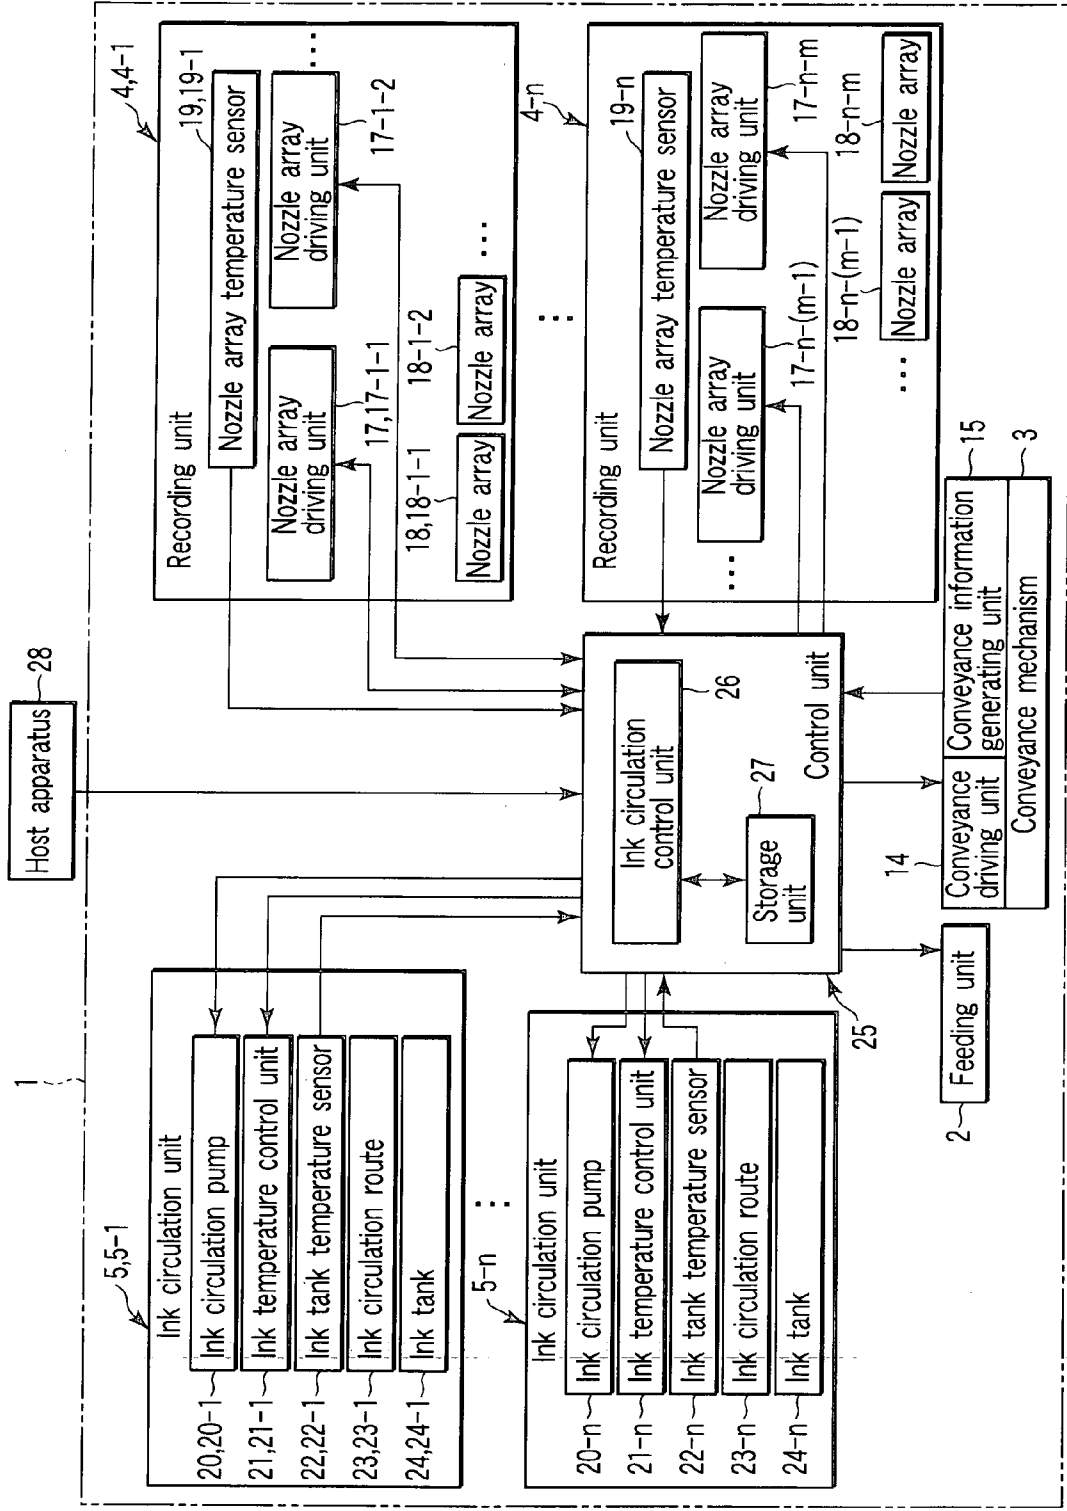 1
Host apparatus
28
5,5-1
Ink circulation unit
20,20-1
Ink circulation pump
21,21-1
Ink temperature control unit
22,22-1
Ink tank temperature sensor
23,23-1
Ink circulation route
24,24-1
Ink tank
5-n
Ink circulation unit
20-n
Ink circulation pump
21-n
Ink temperature control unit
22-n
Ink tank temperature sensor
23-n
Ink circulation route
24-n
Ink tank
Ink circulation
control unit
26
Storage
unit
27
Control unit
25
4,4-1
Recording unit
19,19-1
Nozzle array temperature sensor
Nozzle array
driving unit
17,17-1-1
Nozzle array
driving unit
17-1-2
...
18,18-1-1
Nozzle array
18-1-2
Nozzle array
...
...
4-n
Recording unit
19-n
Nozzle array temperature sensor
...
Nozzle array
driving unit
17-n-(m-1)
Nozzle array
driving unit
17-n-m
...
18-n-(m-1)
Nozzle array
18-n-m
Nozzle array
...
2
Feeding unit
14
Conveyance
driving unit
Conveyance information
generating unit
15
Conveyance mechanism
3